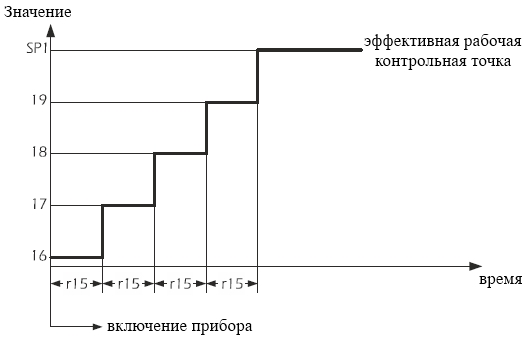 Значение
SP1
эффективная рабочая
контрольная точка
19
18
17
16
r15 r15 r15 r15
время
включение прибора